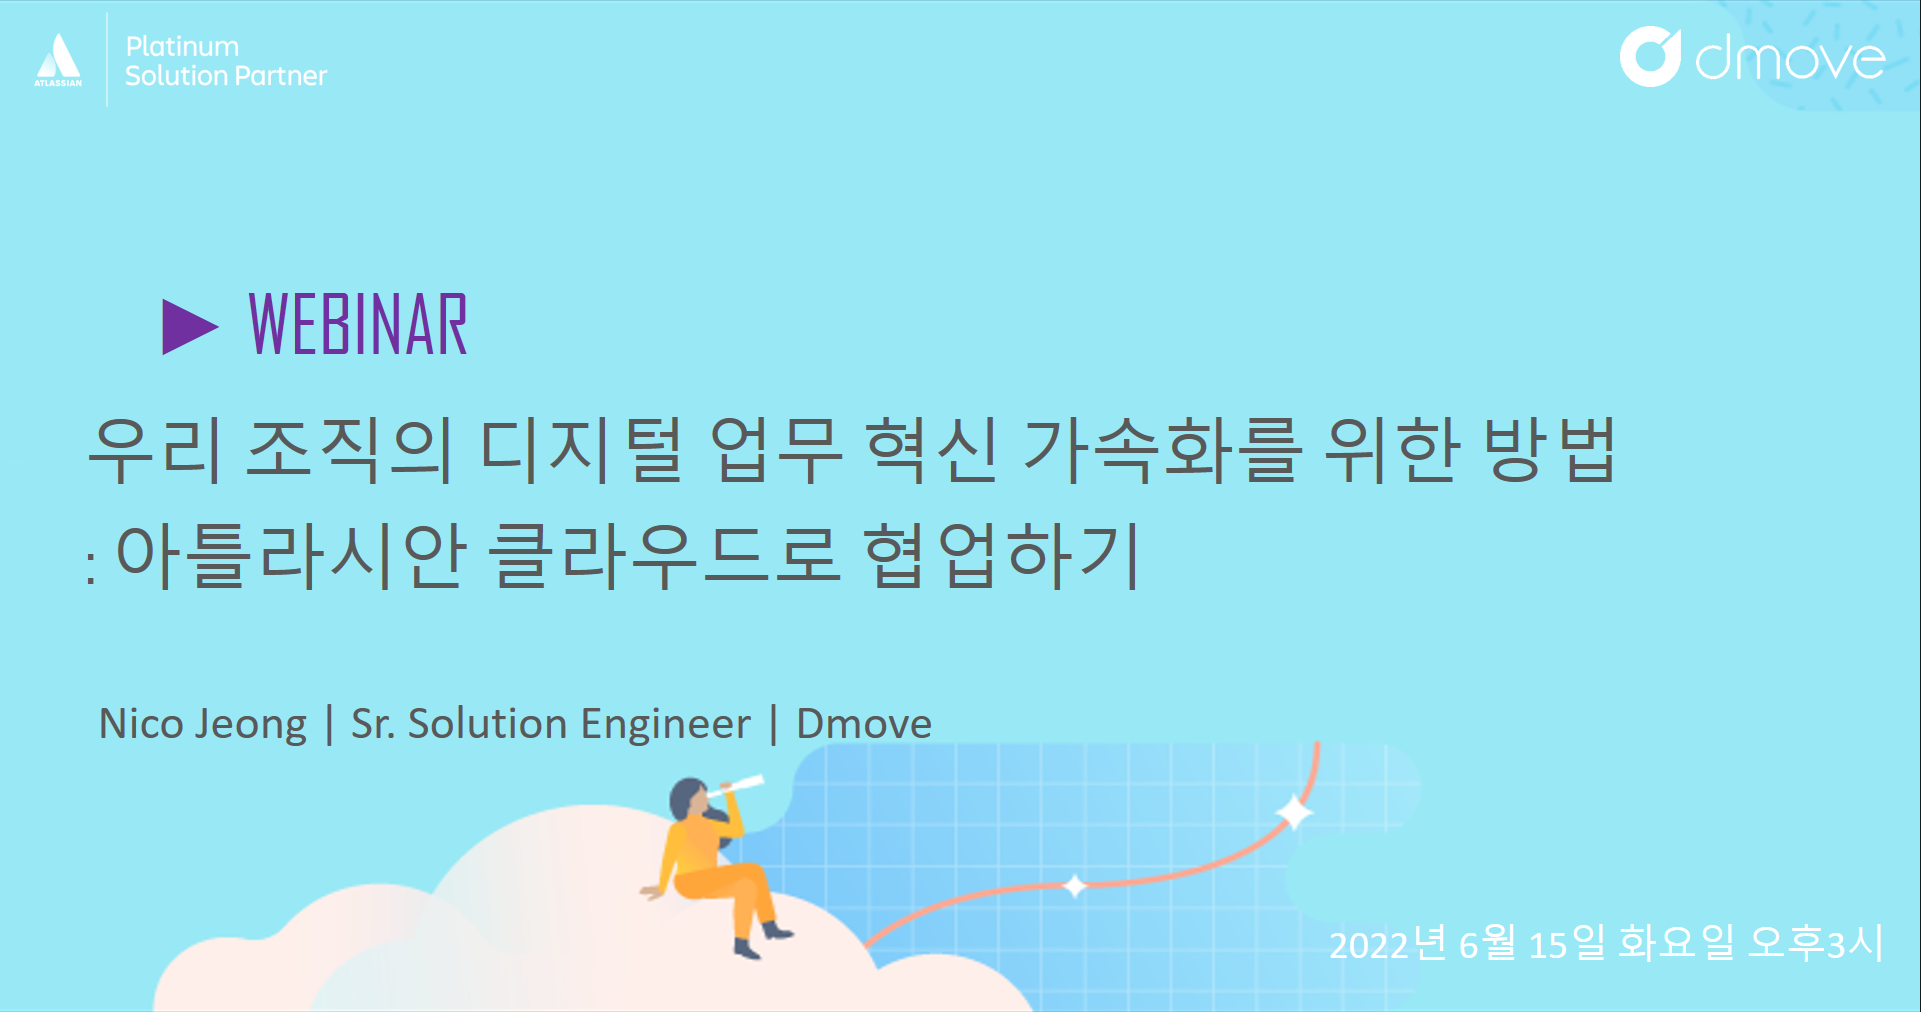 ATLASSIAN
Platinum
Solution Partner
dmove
WEBINAR
우리 조직의 디지털 업무 혁신 가속화를 위한 방법
: 아틀라시안 클라우드로 협업하기
Nico Jeong | Sr. Solution Engineer | Dmove
2022년 6월 15일 화요일 오후3시